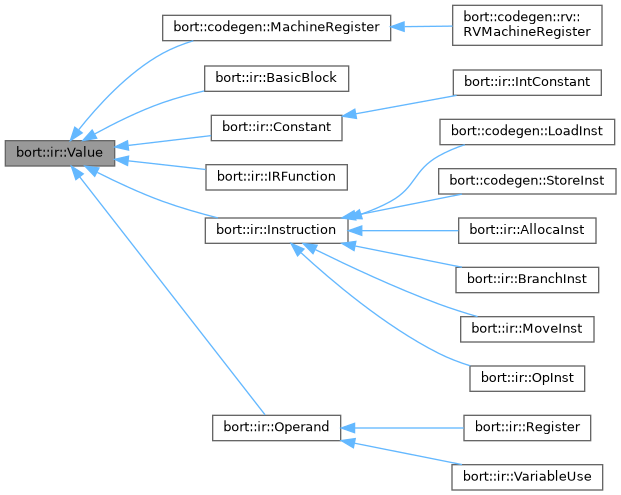 bort::ir::Value
bort::codegen::MachineRegister
bort::ir::BasicBlock
bort::ir::Constant
bort::ir::IRFunction
bort::ir::Instruction
bort::ir::Operand
bort::codegen::rv::
RVMachineRegister
bort::ir::IntConstant
bort::codegen::LoadInst
bort::codegen::StoreInst
bort::ir::AllocaInst
bort::ir::BranchInst
bort::ir::MoveInst
bort::ir::OpInst
bort::ir::Register
bort::ir::VariableUse